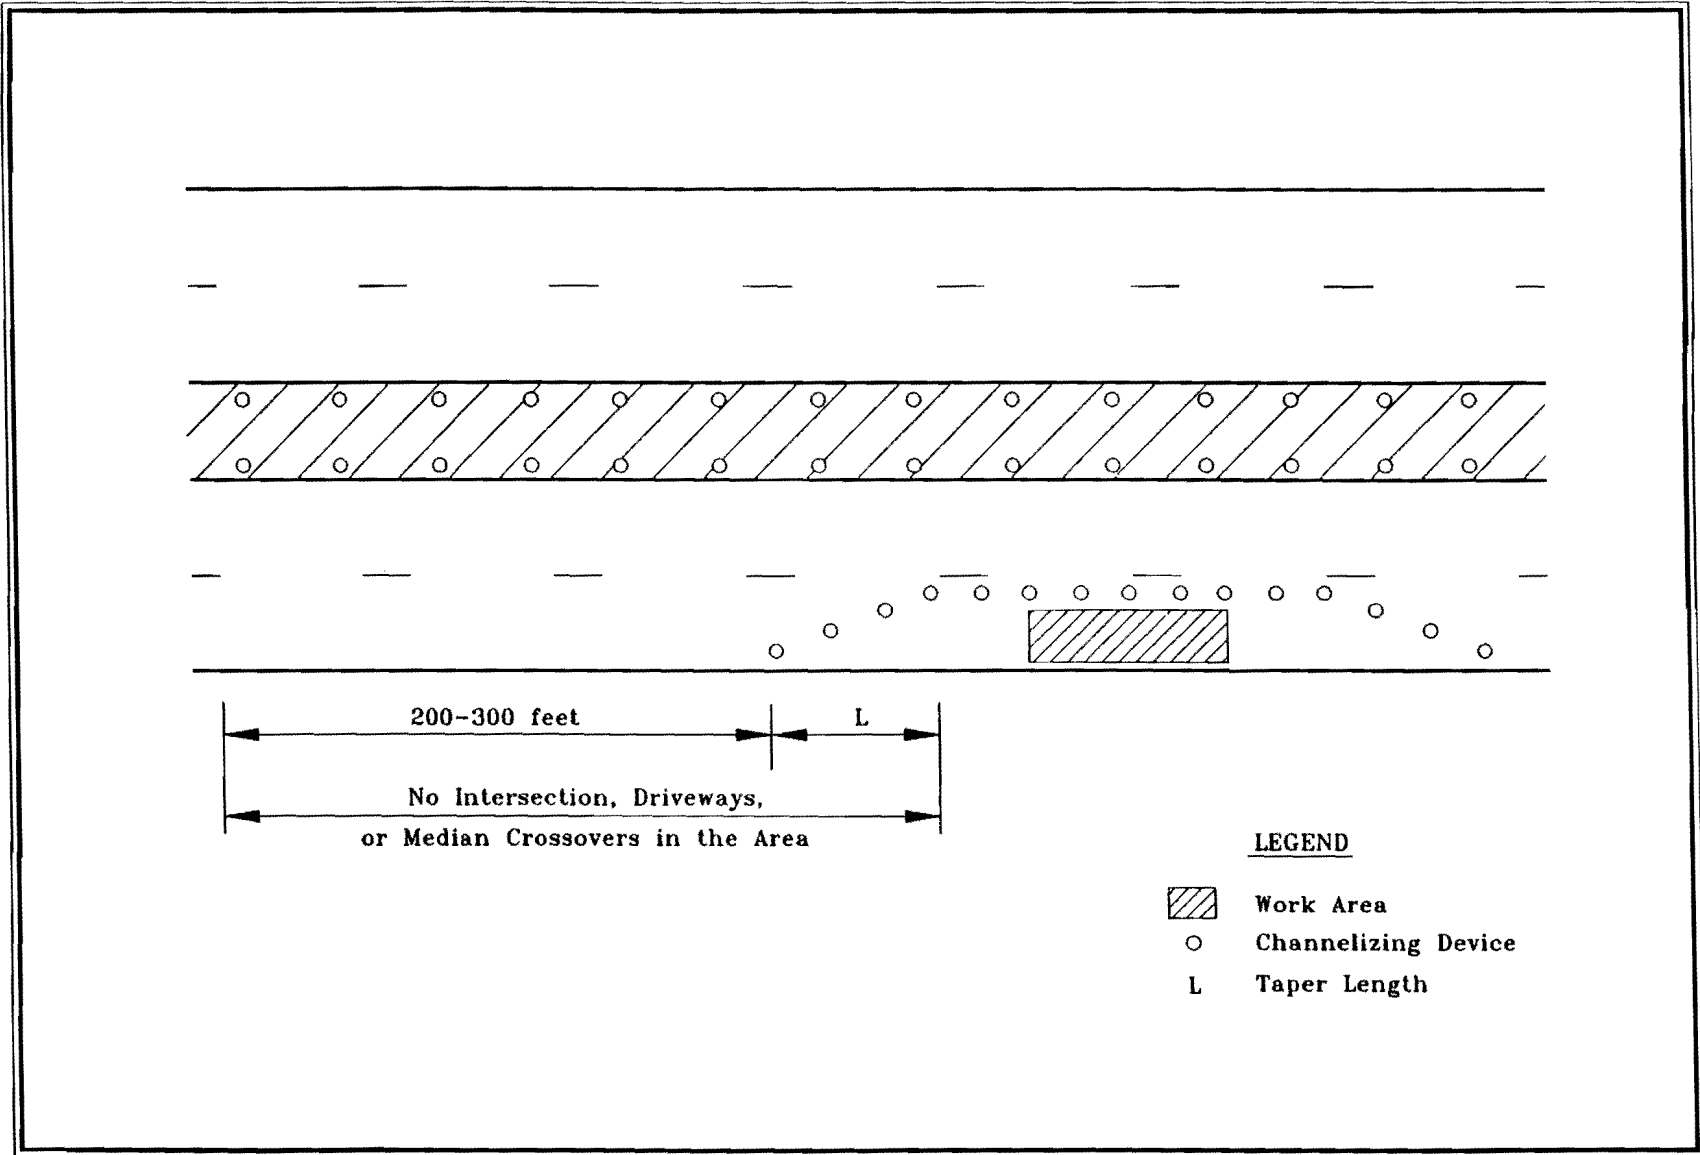 200-300 feet
L
No Intersection, Driveways,
or Median Crossovers in the Area
LEGEND
Work Area
Channelizing Device
L Taper Length